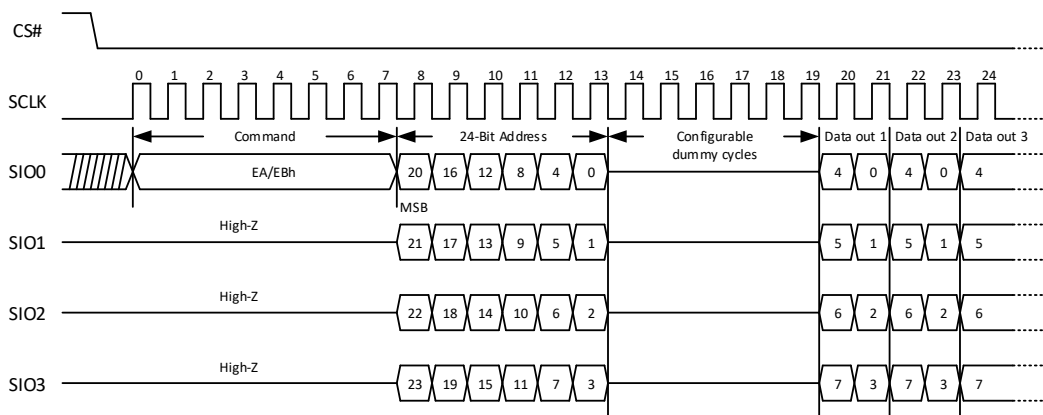 CS#
0 1 2 3 4 5 6 7 8 9 10 11 12 13 14 15 16 17 18 19 20 21 22 23 24
SCLK
Command 24-Bit Address Configurable dummy cycles Data out 1 Data out 2 Data out 3
SIO0 EA/EBh 20 16 12 8 4 0 4 0 4 0 4
MSB
High-Z
SIO1 21 17 13 9 5 1 5 1 5 1 5
High-Z
SIO2 22 18 14 10 6 2 6 2 6 2 6
High-Z
SIO3 23 19 15 11 7 3 7 3 7 3 7